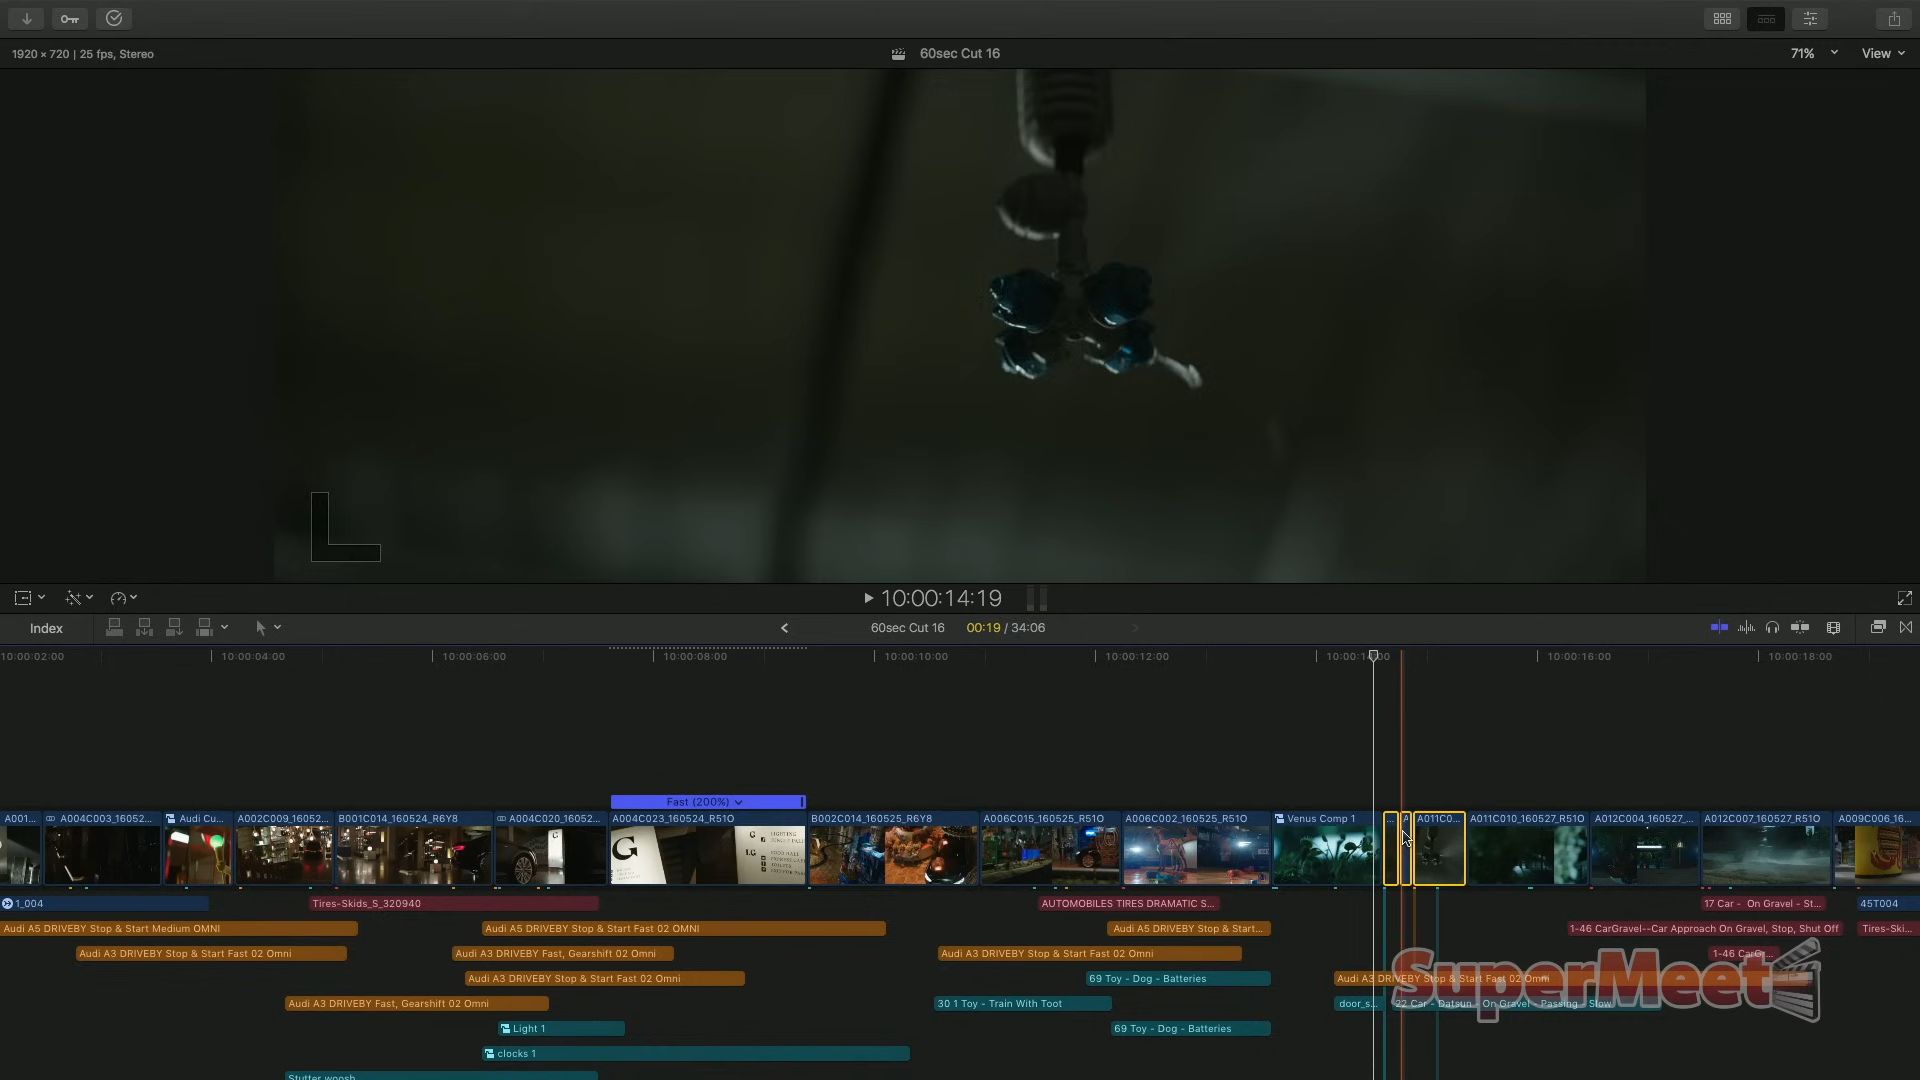 1920 × 720 | 25 fps, Stereo
60sec Cut 16
71%
View
10:00:14:19
Index
60sec Cut 16
00:19 / 34:06
10:00:02:00
10:00:04:00
10:00:06:00
10:00:08:00
10:00:10:00
10:00:12:00
10:00:16:00
10:00:18:00
Fast (200%)
A001...
A004C003_16052...
Audi Cu...
A002C009_16052...
B001C014_160524_R6Y8
A004C020_16052...
A004C023_160524_R51O
B002C014_160525_R6Y8
A006C015_160525_R51O
A006C002_160525_R51O
Venus Comp 1
...
A
A011C0...
A011C010_160527_R51O
A012C004_160527_...
A012C007_160527_R51O
A009C006_16...
1_004
Tires-Skids_S_320940
AUTOMOBILES TIRES DRAMATIC S...
17 Car - On Gravel - St...
45T004
Audi A5 DRIVEBY Stop & Start Medium OMNI
Audi A5 DRIVEBY Stop & Start Fast 02 OMNI
Audi A5 DRIVEBY Stop & Start...
1-46 CarGravel--Car Approach On Gravel, Stop, Shut Off
Tires-Ski...
Audi A3 DRIVEBY Stop & Start Fast 02 Omni
Audi A3 DRIVEBY Fast, Gearshift 02 Omni
Audi A3 DRIVEBY Stop & Start Fast 02 Omni
1-46 CarG...
Audi A3 DRIVEBY Stop & Start Fast 02 Omni
69 Toy - Dog - Batteries
Audi A3 DRIVEBY Stop & Start Fast 02 Omni
SuperMeet
Audi A3 DRIVEBY Fast, Gearshift 02 Omni
30 1 Toy - Train With Toot
door_s...
22 Car - Datsun - On Gravel - Passing - Slow
Light 1
69 Toy - Dog - Batteries
clocks 1
Stutter woosh